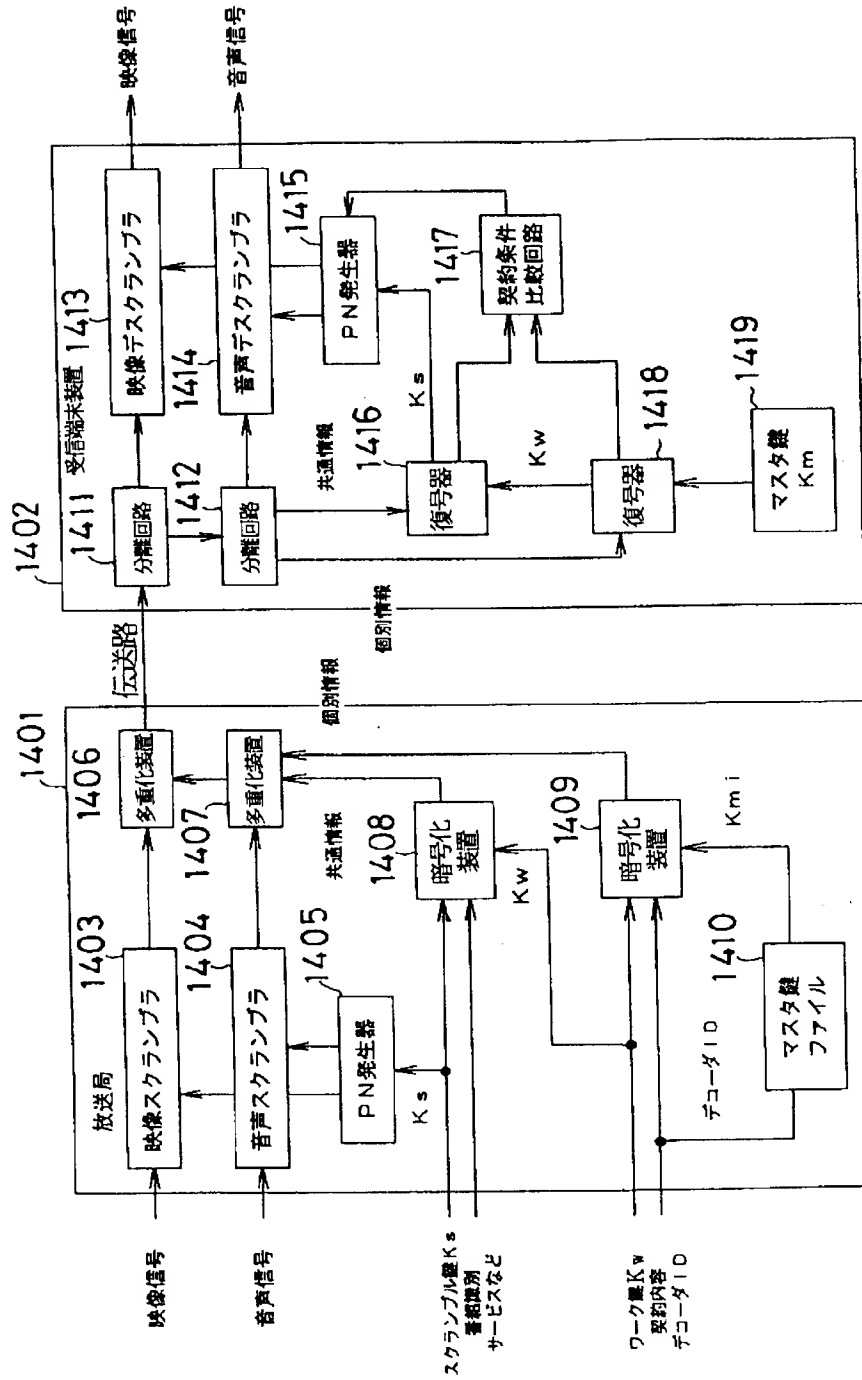 1401
放送局
映像信号
映像スクランブラ
1403
多重化装置
1406
伝送路
音声信号
音声スクランブラ
1404
多重化装置
1407
PN発生器
1405
Ks
共通情報
個別情報
スクランブル鍵Ks
番組識別
サービスなど
暗号化
装置
1408
Kw
ワーク鍵Kw
契約内容
デコーダID
暗号化
装置
1409
Kmi
デコーダID
マスタ鍵
ファイル
1410
1402
受信端末装置
分離回路
1411
映像デスクランブラ
1413
映像信号
分離回路
1412
音声デスクランブラ
1414
音声信号
PN発生器
1415
Ks
共通情報
個別情報
復号器
1416
契約条件
比較回路
1417
Kw
復号器
1418
マスタ鍵
Km
1419